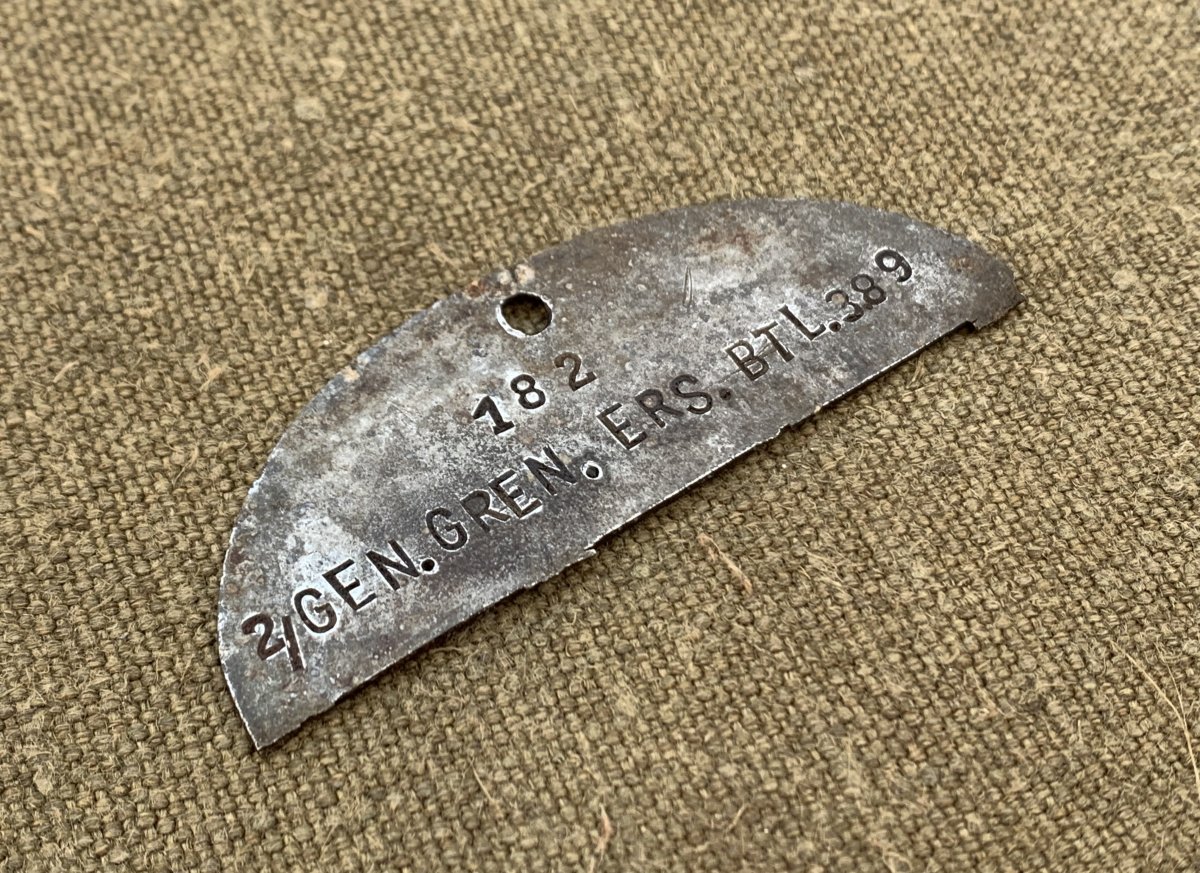 182
2/GEN.GREN. ERS. BTL.389